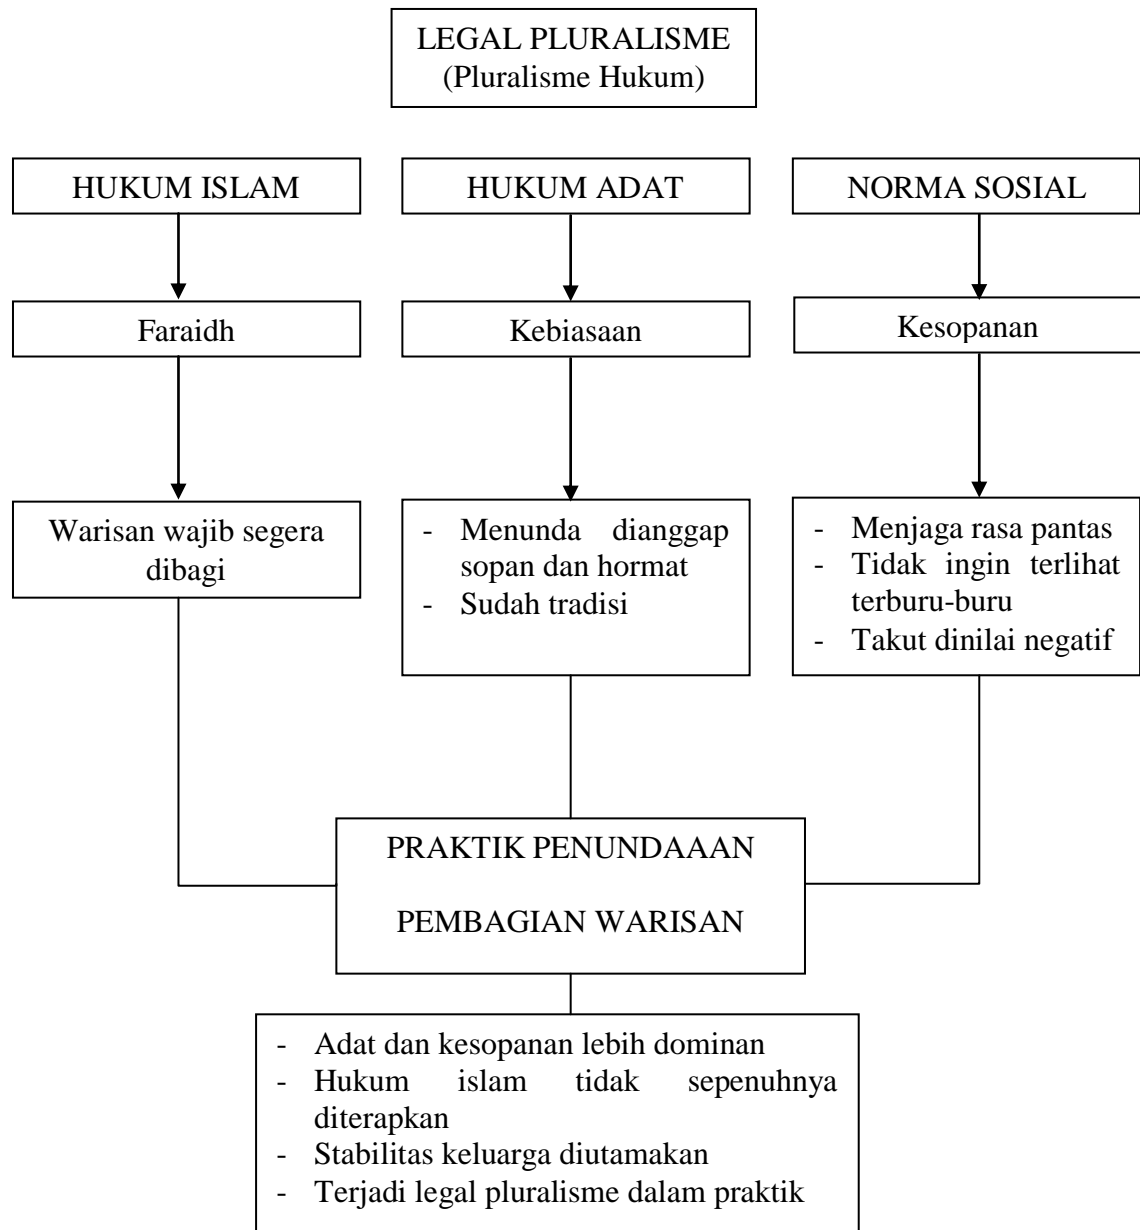 LEGAL PLURALISME
(Pluralisme Hukum)
HUKUM ISLAM
HUKUM ADAT
NORMA SOSIAL
Faraidh
Kebiasaan
Kesopanan
Warisan wajib segera
dibagi
- Menunda dianggap
sopan dan hormat
- Sudah tradisi
- Menjaga rasa pantas
- Tidak ingin terlihat
terburu-buru
- Takut dinilai negatif
PRAKTIK PENUNDAAAN
PEMBAGIAN WARISAN
- Adat dan kesopanan lebih dominan
- Hukum islam tidak sepenuhnya
diterapkan
- Stabilitas keluarga diutamakan
- Terjadi legal pluralisme dalam praktik